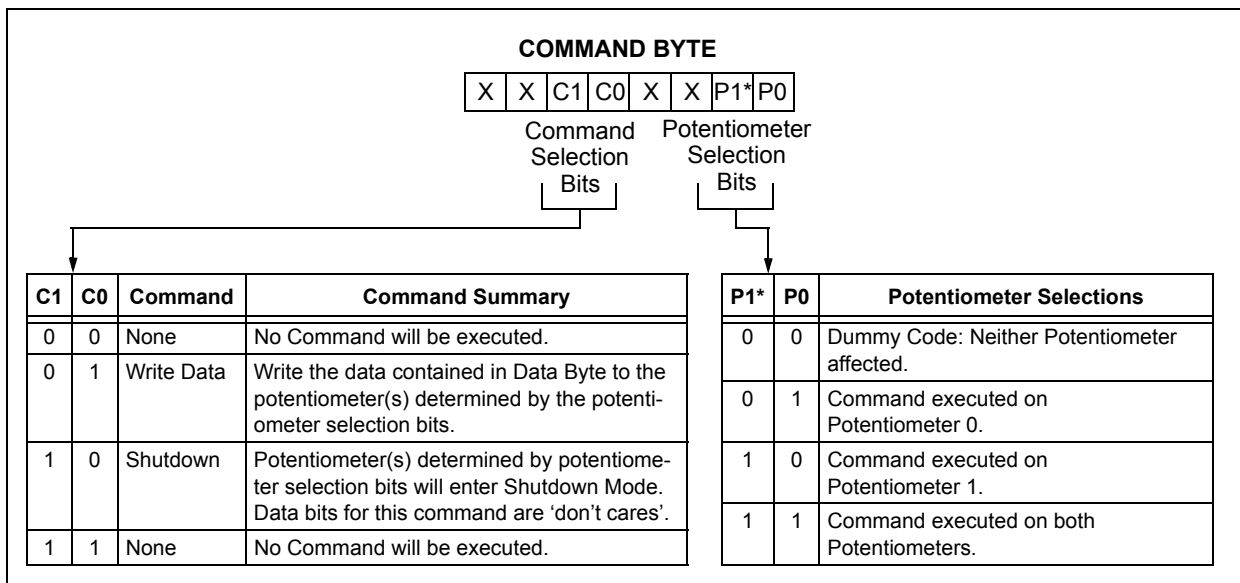 COMMAND BYTE
X X C1 C0 X X P1* P0
Command
Selection
Bits
Potentiometer
Selection
Bits
C1 C0 Command Command Summary
0 0 None No Command will be executed.
0 1 Write Data Write the data contained in Data Byte to the
potentiometer(s) determined by the potenti-
ometer selection bits.
1 0 Shutdown Potentiometer(s) determined by potentiome-
ter selection bits will enter Shutdown Mode.
Data bits for this command are ‘don’t cares’.
1 1 None No Command will be executed.
P1* P0 Potentiometer Selections
0 0 Dummy Code: Neither Potentiometer
affected.
0 1 Command executed on
Potentiometer 0.
1 0 Command executed on
Potentiometer 1.
1 1 Command executed on both
Potentiometers.